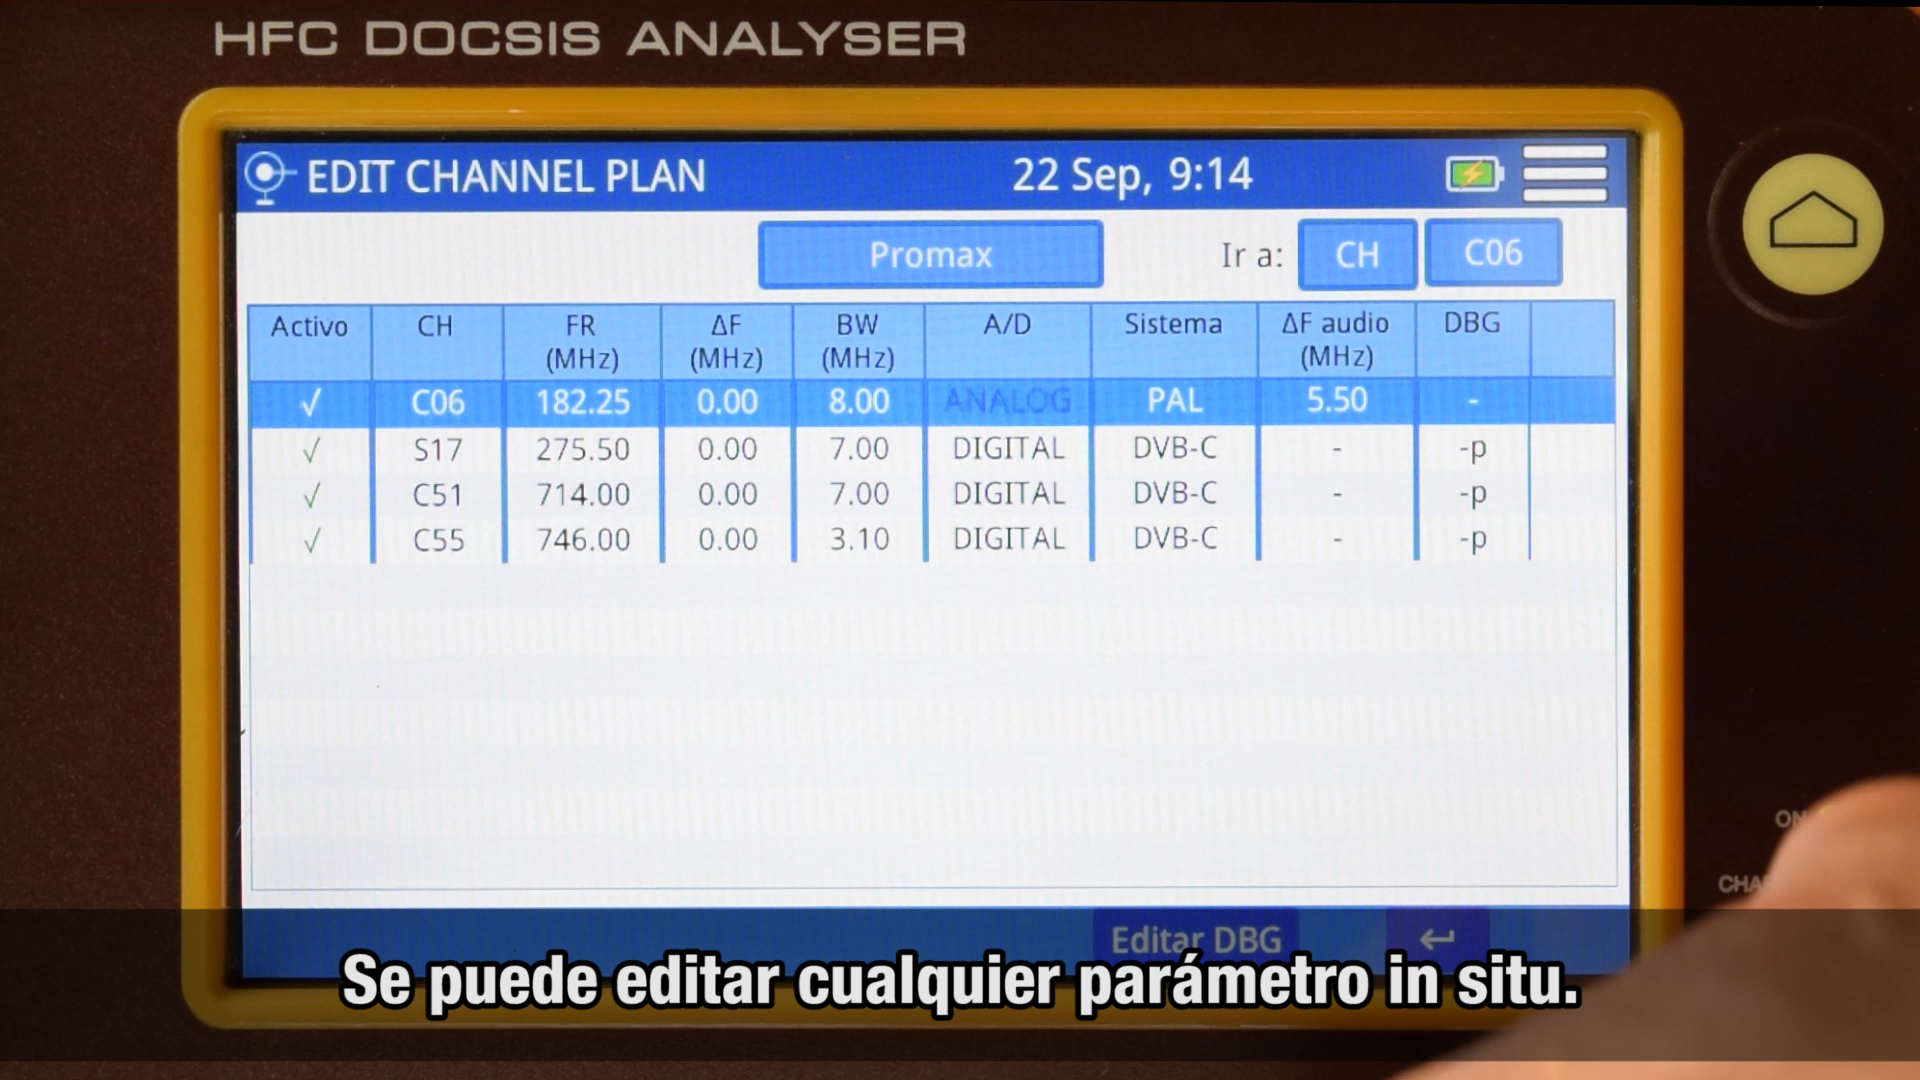 HFC DOCSIS ANALYSER
EDIT CHANNEL PLAN 22 Sep, 9:14
Promax Ir a: CH C06
Activo CH FR (MHz) ΔF (MHz) BW (MHz) A/D Sistema ΔF audio (MHz) DBG
√ C06 182.25 0.00 8.00 ANALOG PAL 5.50 -
√ S17 275.50 0.00 7.00 DIGITAL DVB-C - -p
√ C51 714.00 0.00 7.00 DIGITAL DVB-C - -p
√ C55 746.00 0.00 3.10 DIGITAL DVB-C - -p
Editar DBG
Se puede editar cualquier parámetro in situ.